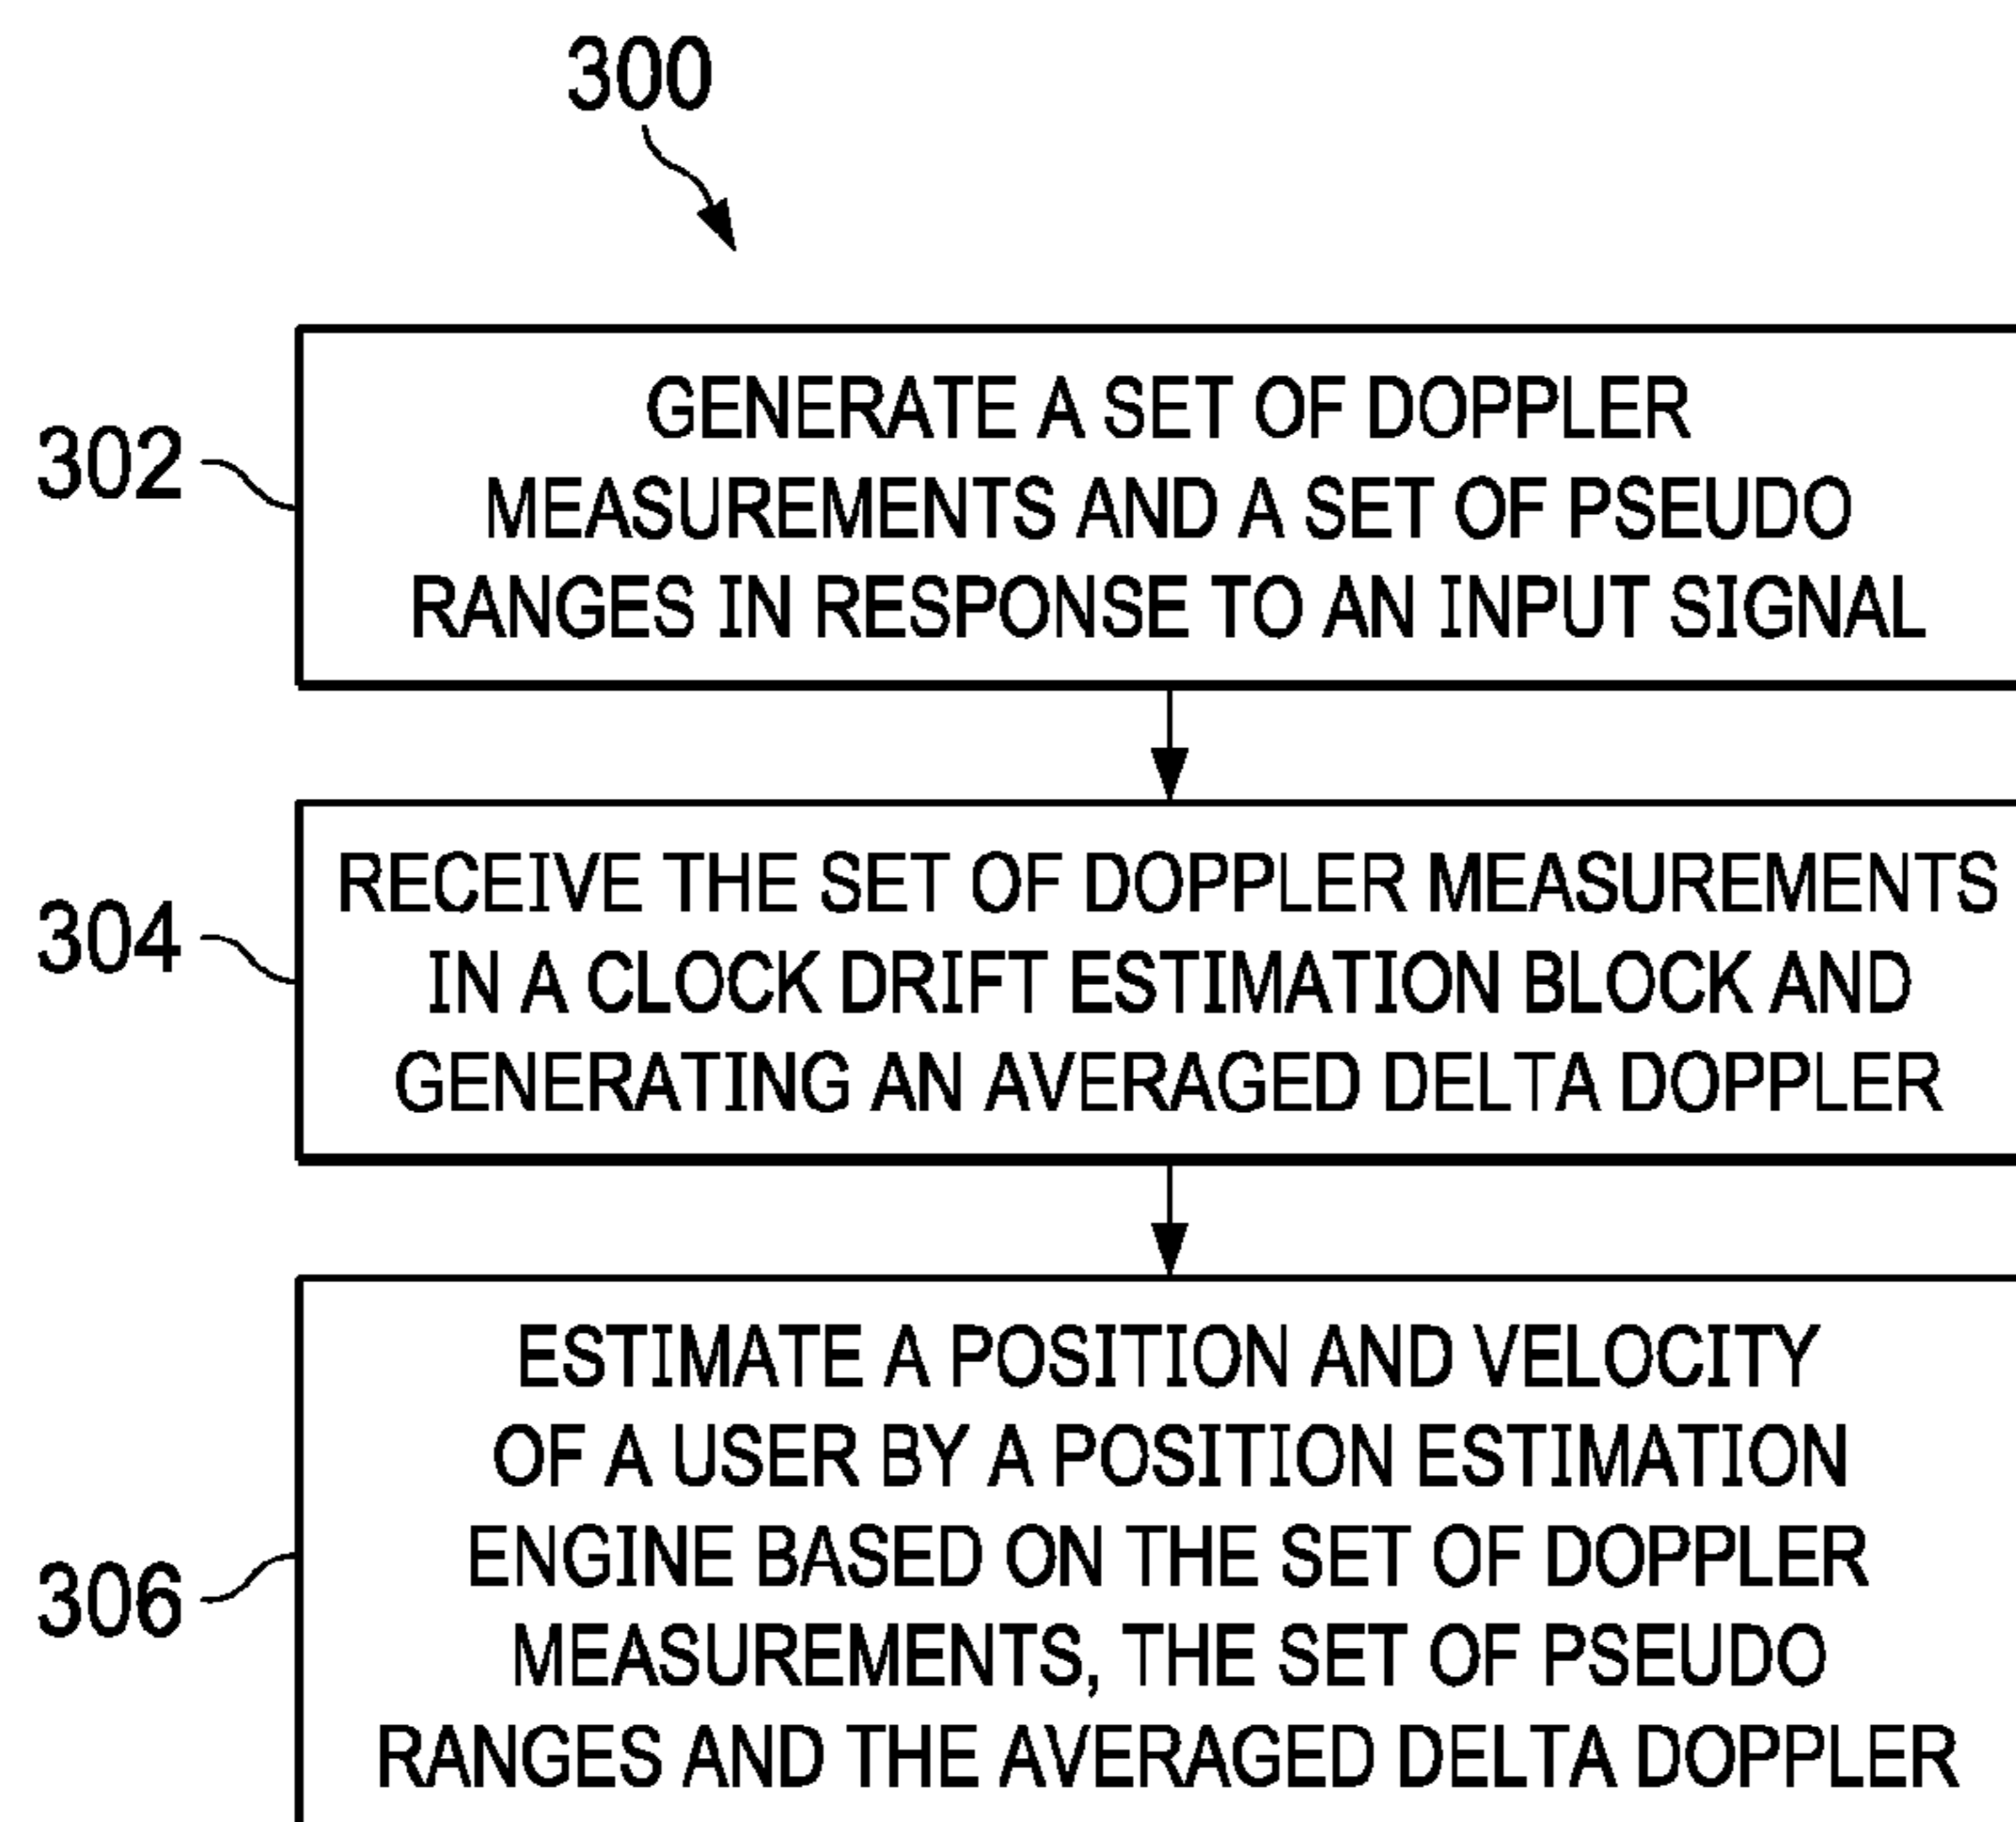 300
302
GENERATE A SET OF DOPPLER
MEASUREMENTS AND A SET OF PSEUDO
RANGES IN RESPONSE TO AN INPUT SIGNAL
304
RECEIVE THE SET OF DOPPLER MEASUREMENTS
IN A CLOCK DRIFT ESTIMATION BLOCK AND
GENERATING AN AVERAGED DELTA DOPPLER
306
ESTIMATE A POSITION AND VELOCITY
OF A USER BY A POSITION ESTIMATION
ENGINE BASED ON THE SET OF DOPPLER
MEASUREMENTS, THE SET OF PSEUDO
RANGES AND THE AVERAGED DELTA DOPPLER